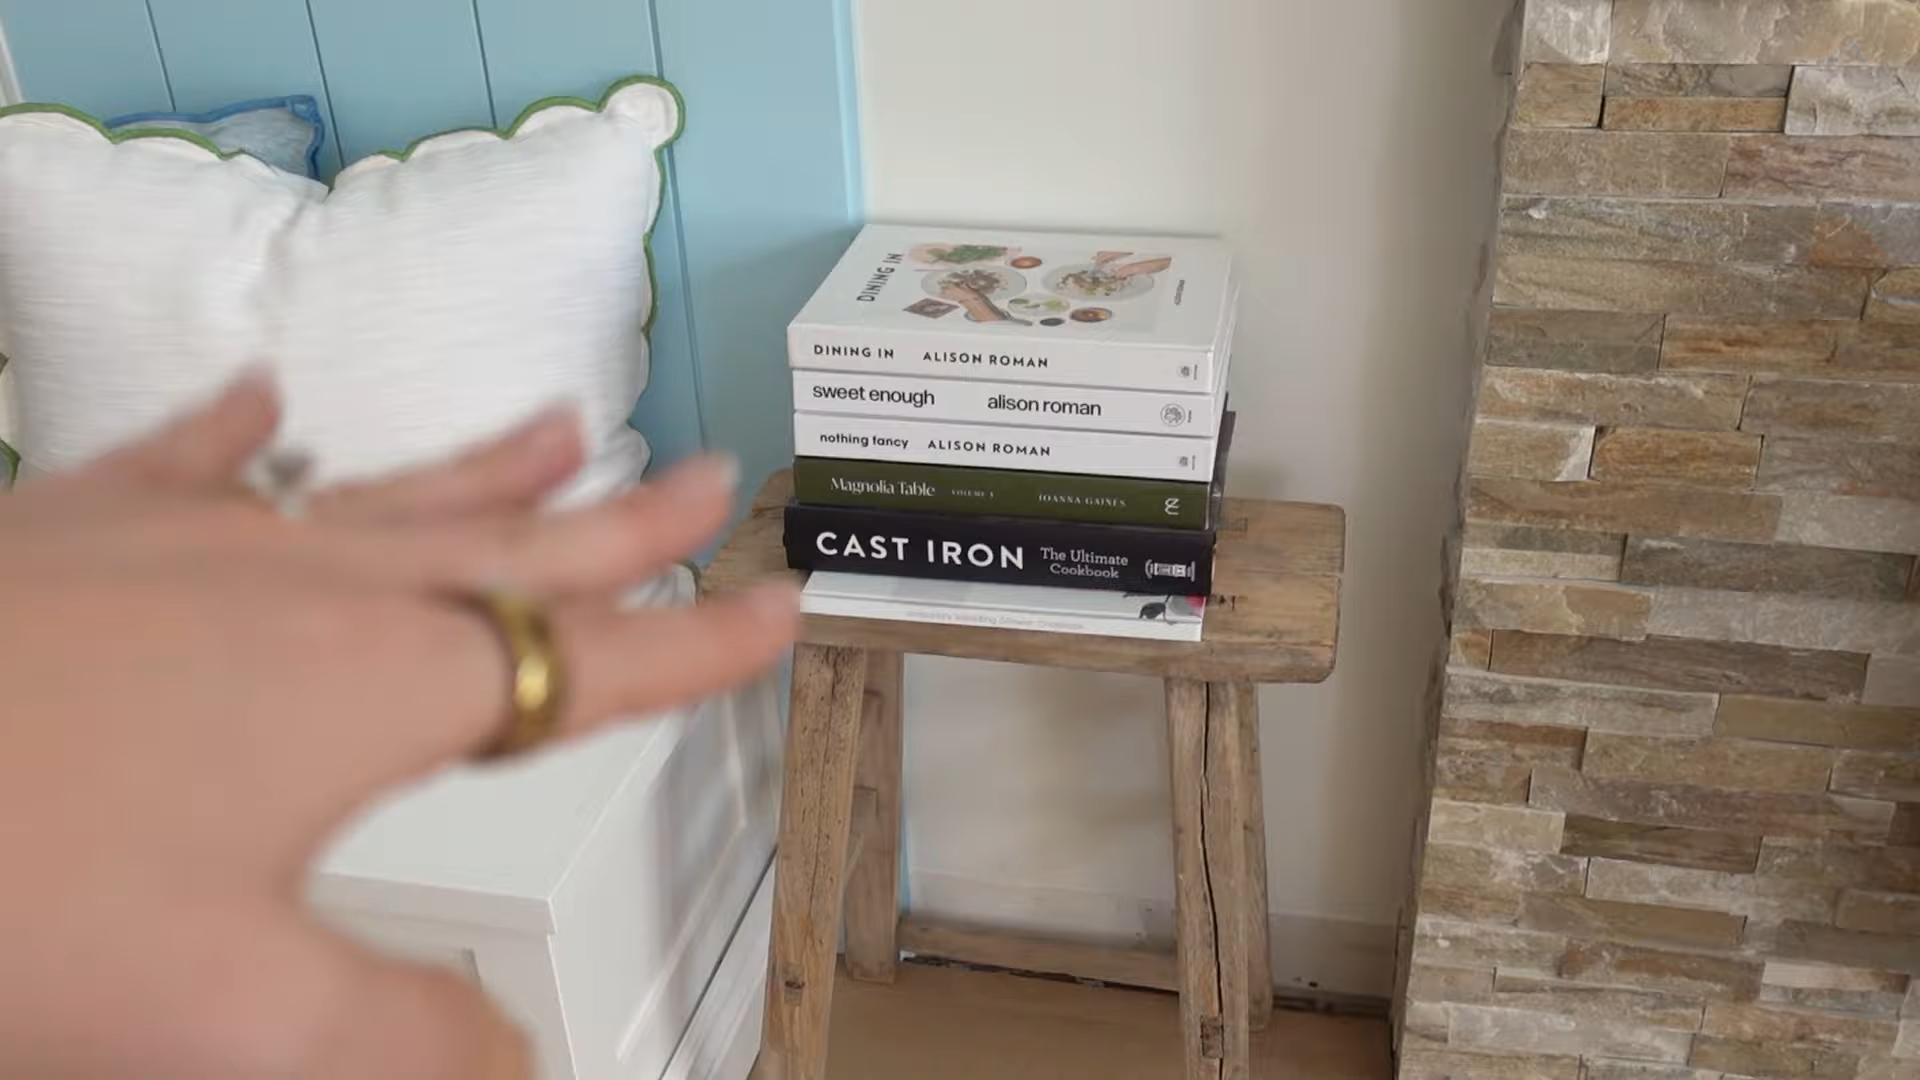 DINING IN
DINING IN ALISON ROMAN
sweet enough alison roman
nothing fancy ALISON ROMAN
Magnolia Table VOLUME 3 JOANNA GAINES
CAST IRON The Ultimate
Cookbook